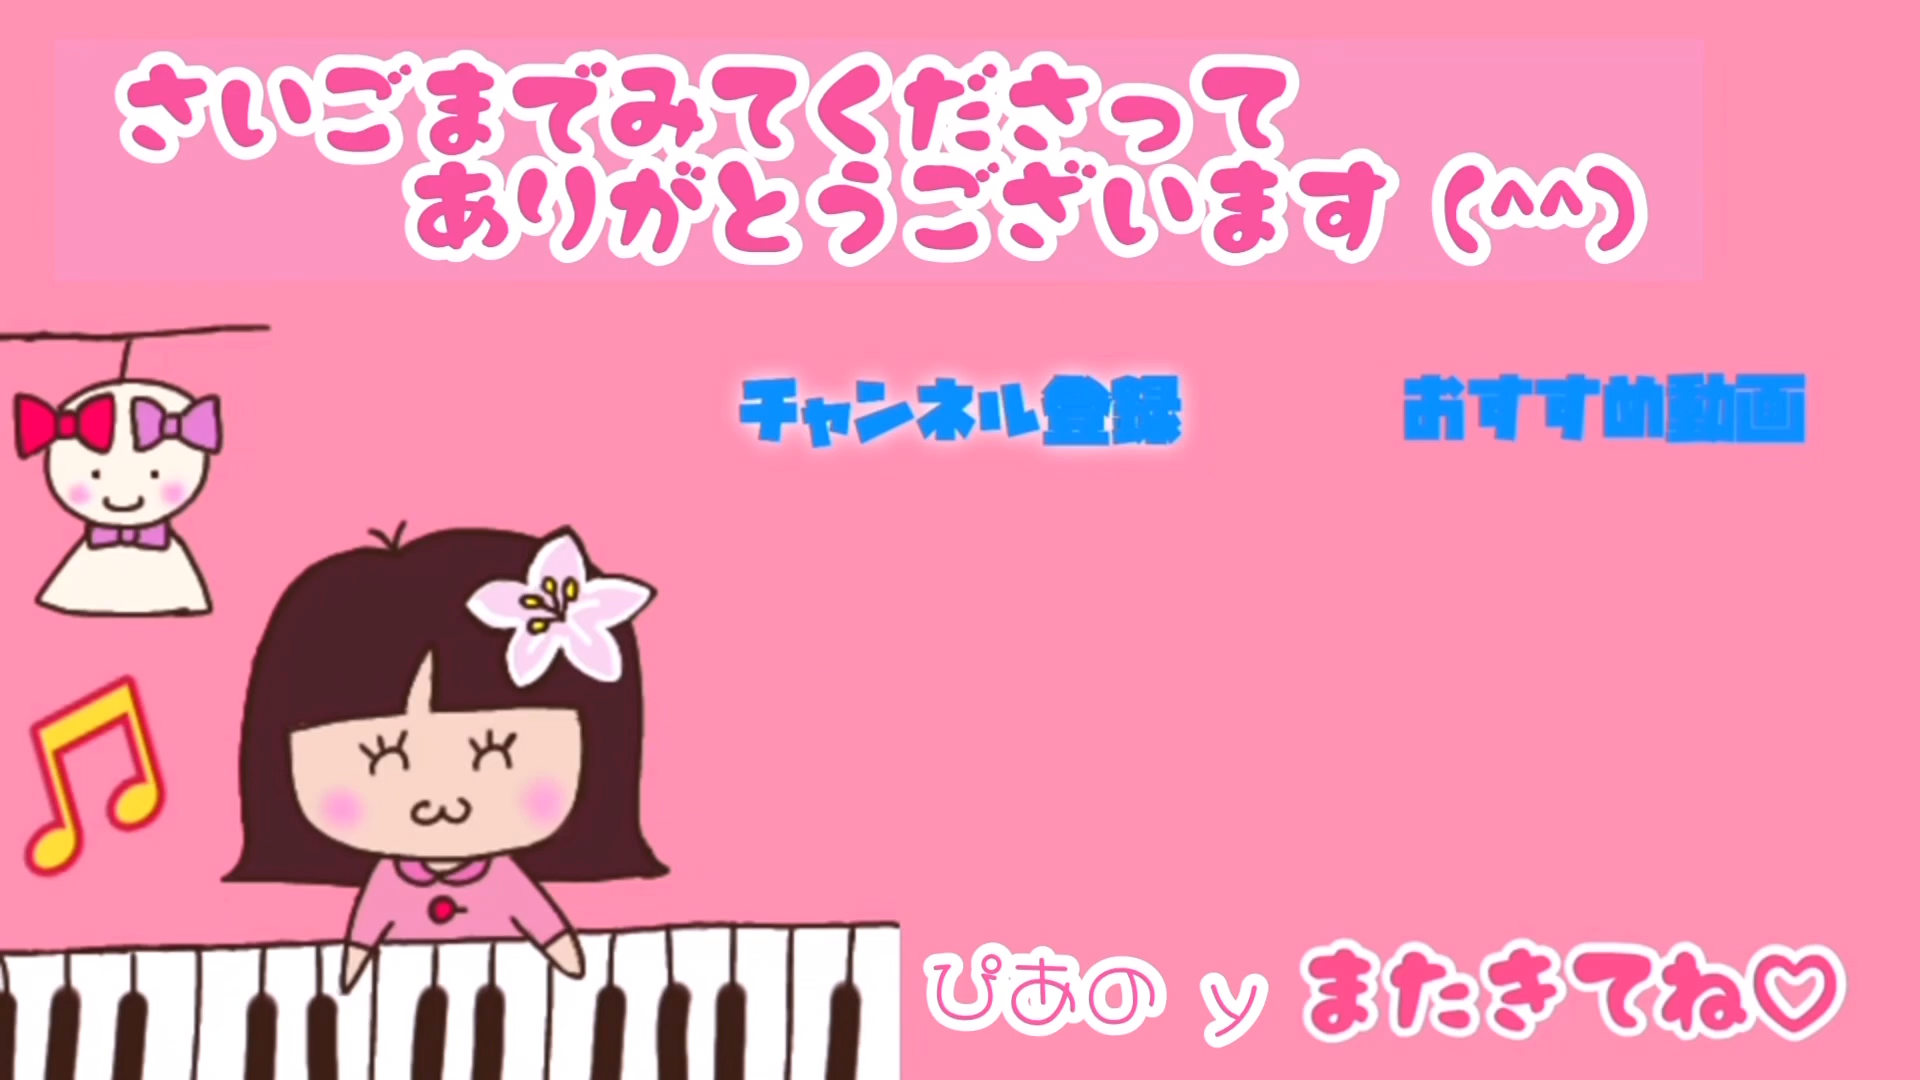 さいごまでみてくださって
ありがとうございます (^^)
チャンネル登録
おすすめ動画
ぴあの y またきてね♡